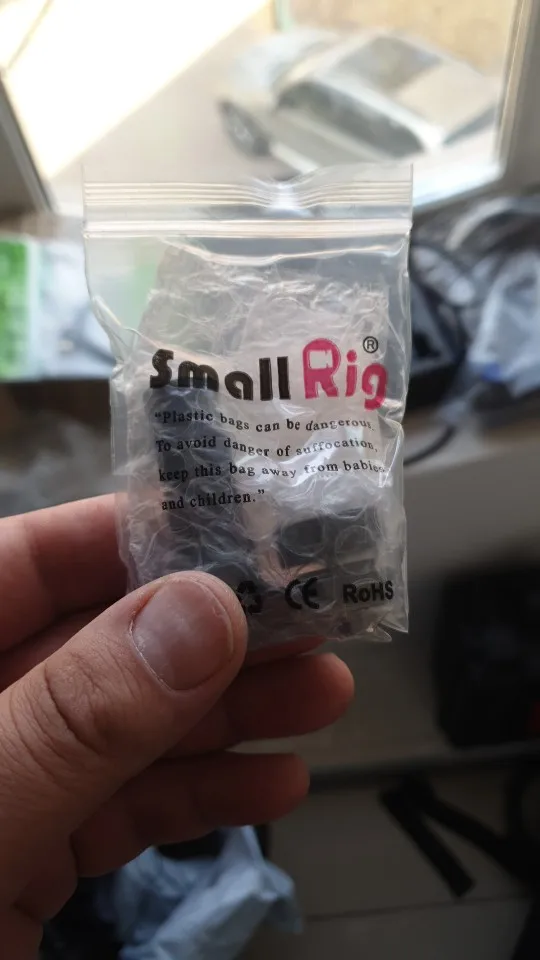 SmallRig®
"Plastic bags can be dangerous.
To avoid danger of suffocation,
keep this bag away from babies
and children."
CE RoHS